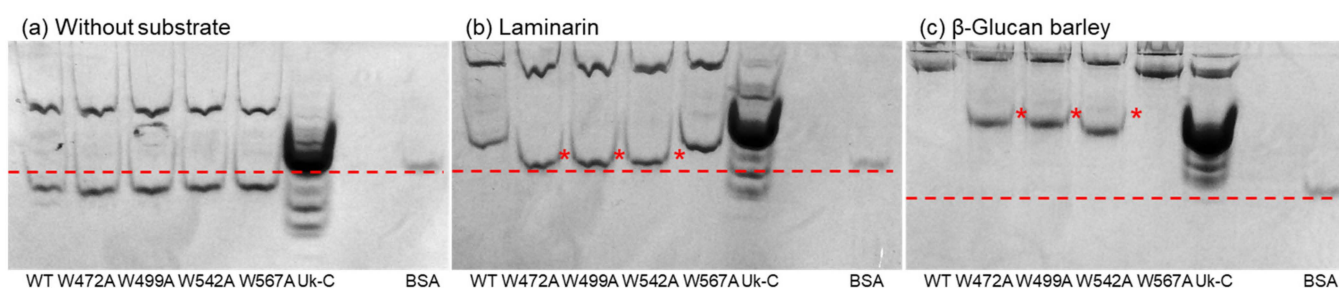 (a) Without substrate
(b) Laminarin
(c) β-Glucan barley
WT W472A W499A W542A W567A Uk-C BSA
WT W472A W499A W542A W567A Uk-C BSA
WT W472A W499A W542A W567A Uk-C BSA